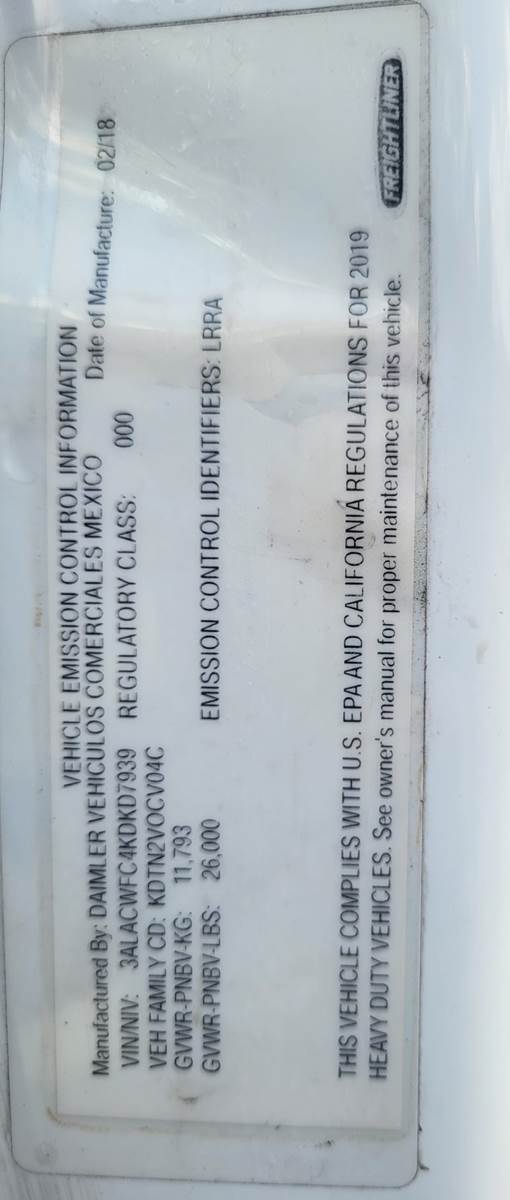 VEHICLE EMISSION CONTROL INFORMATION
Manufactured By: DAIMLER VEHICULOS COMERCIALES MEXICO Date of Manufacture: 02/18
VIN/NIV: 3ALACWFC4KDKD7939 REGULATORY CLASS: 000
VEH FAMILY CD: KDTN2VOCV04C
GVWR-PNBV-KG: 11,793
GVWR-PNBV-LBS: 26,000 EMISSION CONTROL IDENTIFIERS: LRRA
THIS VEHICLE COMPLIES WITH U.S. EPA AND CALIFORNIA REGULATIONS FOR 2019
HEAVY DUTY VEHICLES. See owner's manual for proper maintenance of this vehicle.
FREIGHTLINER